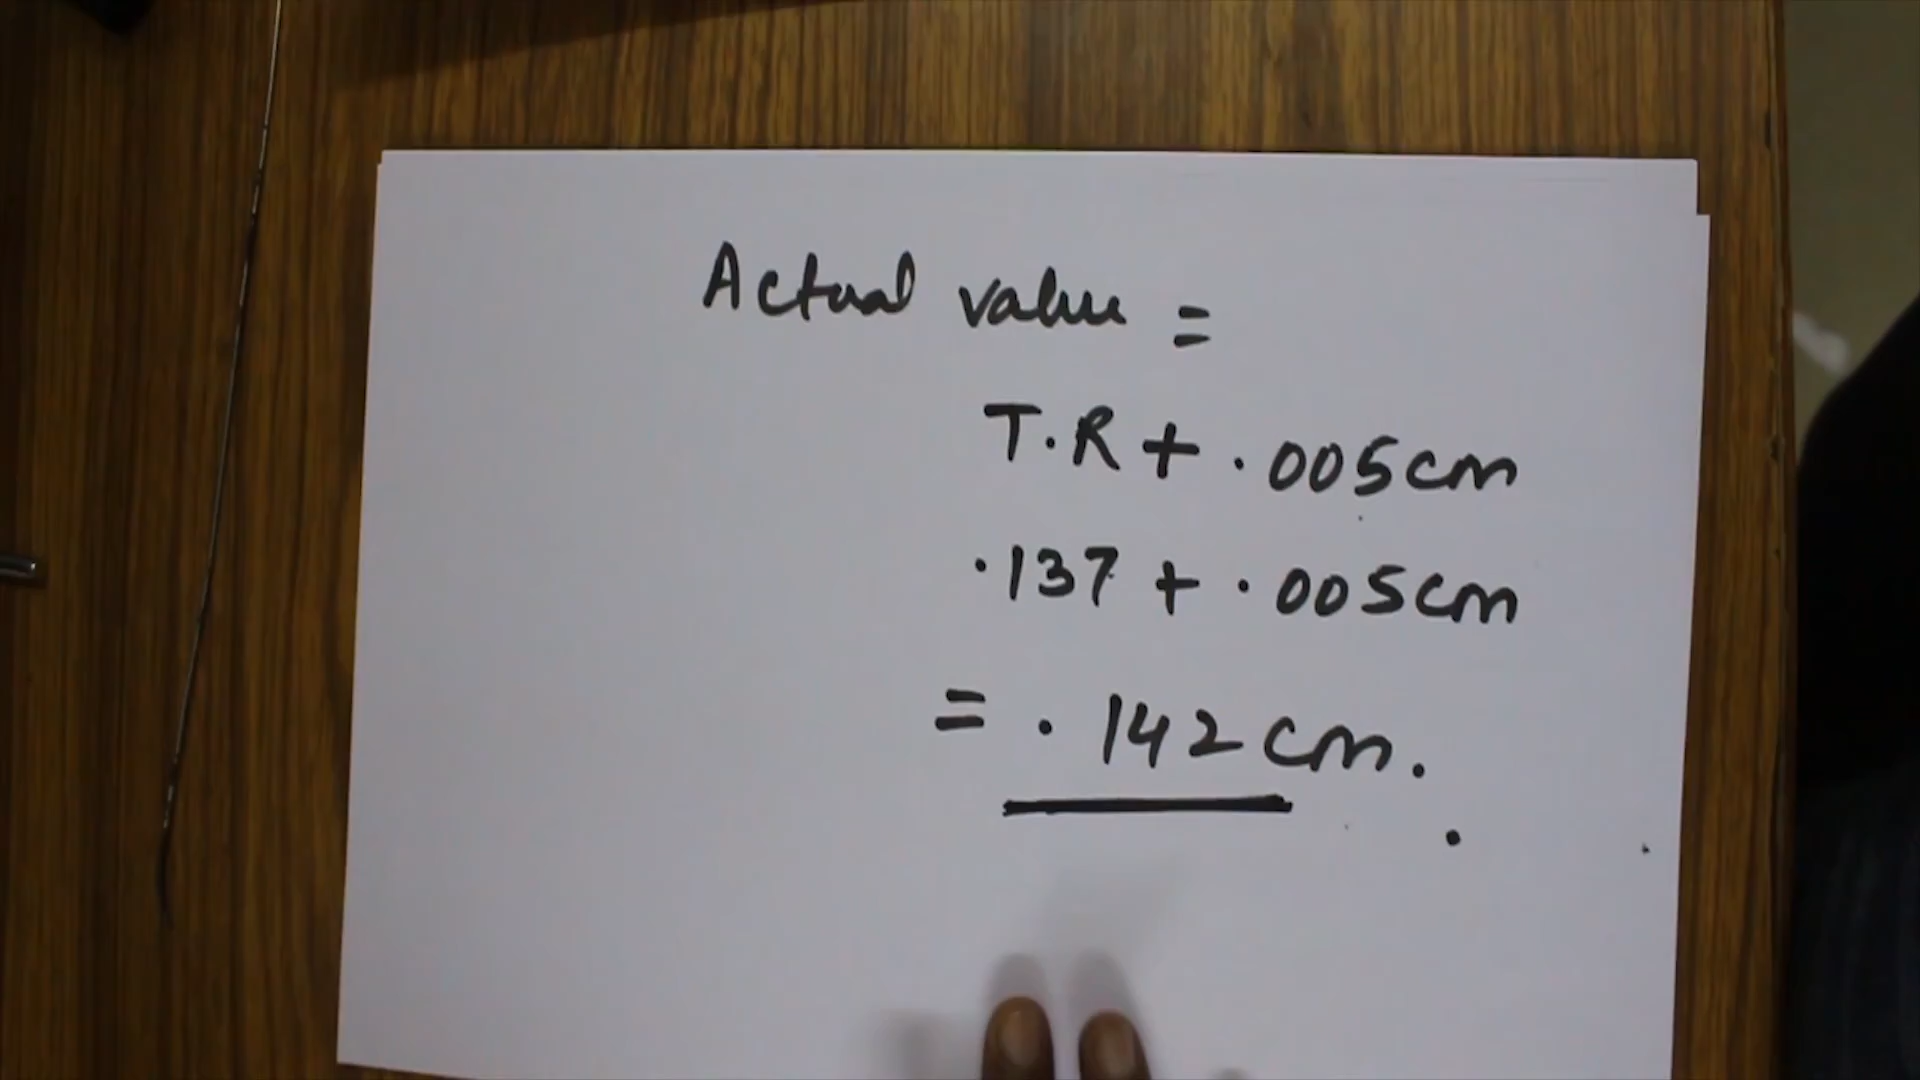 Actual value =
T.R + .005cm
.137 + .005cm
= . 142 cm.